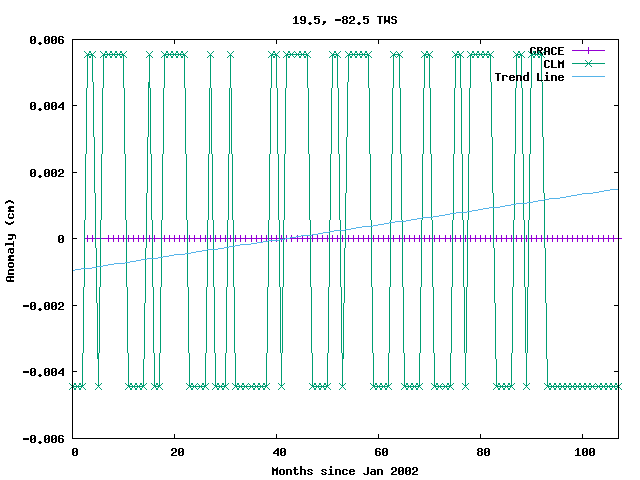 19.5, -82.5 TWS
GRACE
CLM
Trend Line
0.006
0.004
0.002
0
-0.002
-0.004
-0.006
Anomaly (cm)
0 20 40 60 80 100
Months since Jan 2002